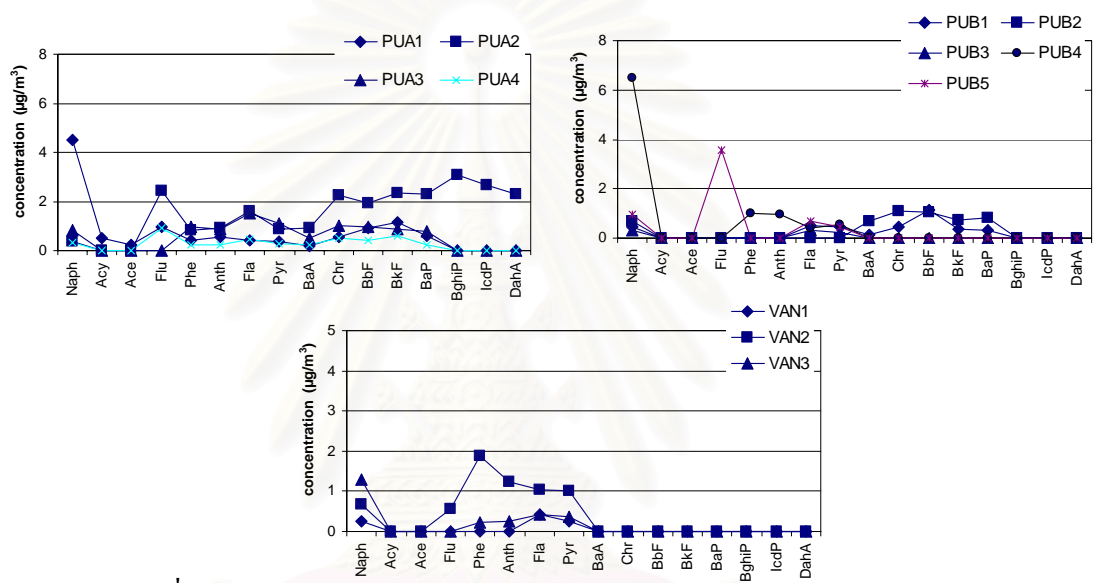 PUA1 PUA2
PUA3 PUA4
concentration (µg/m³)
8
6
4
2
0
Naph Acy Ace Flu Phe Anth Fla Pyr BaA Chr BbF BkF BaP BghiP IcdP DahA
PUB1 PUB2
PUB3 PUB4
PUB5
concentration (µg/m³)
8
6
4
2
0
Naph Acy Ace Flu Phe Anth Fla Pyr BaA Chr BbF BkF BaP BghiP IcdP DahA
VAN1
VAN2
VAN3
concentration (µg/m³)
5
4
3
2
1
0
Naph Acy Ace Flu Phe Anth Fla Pyr BaA Chr BbF BkF BaP BghiP IcdP DahA